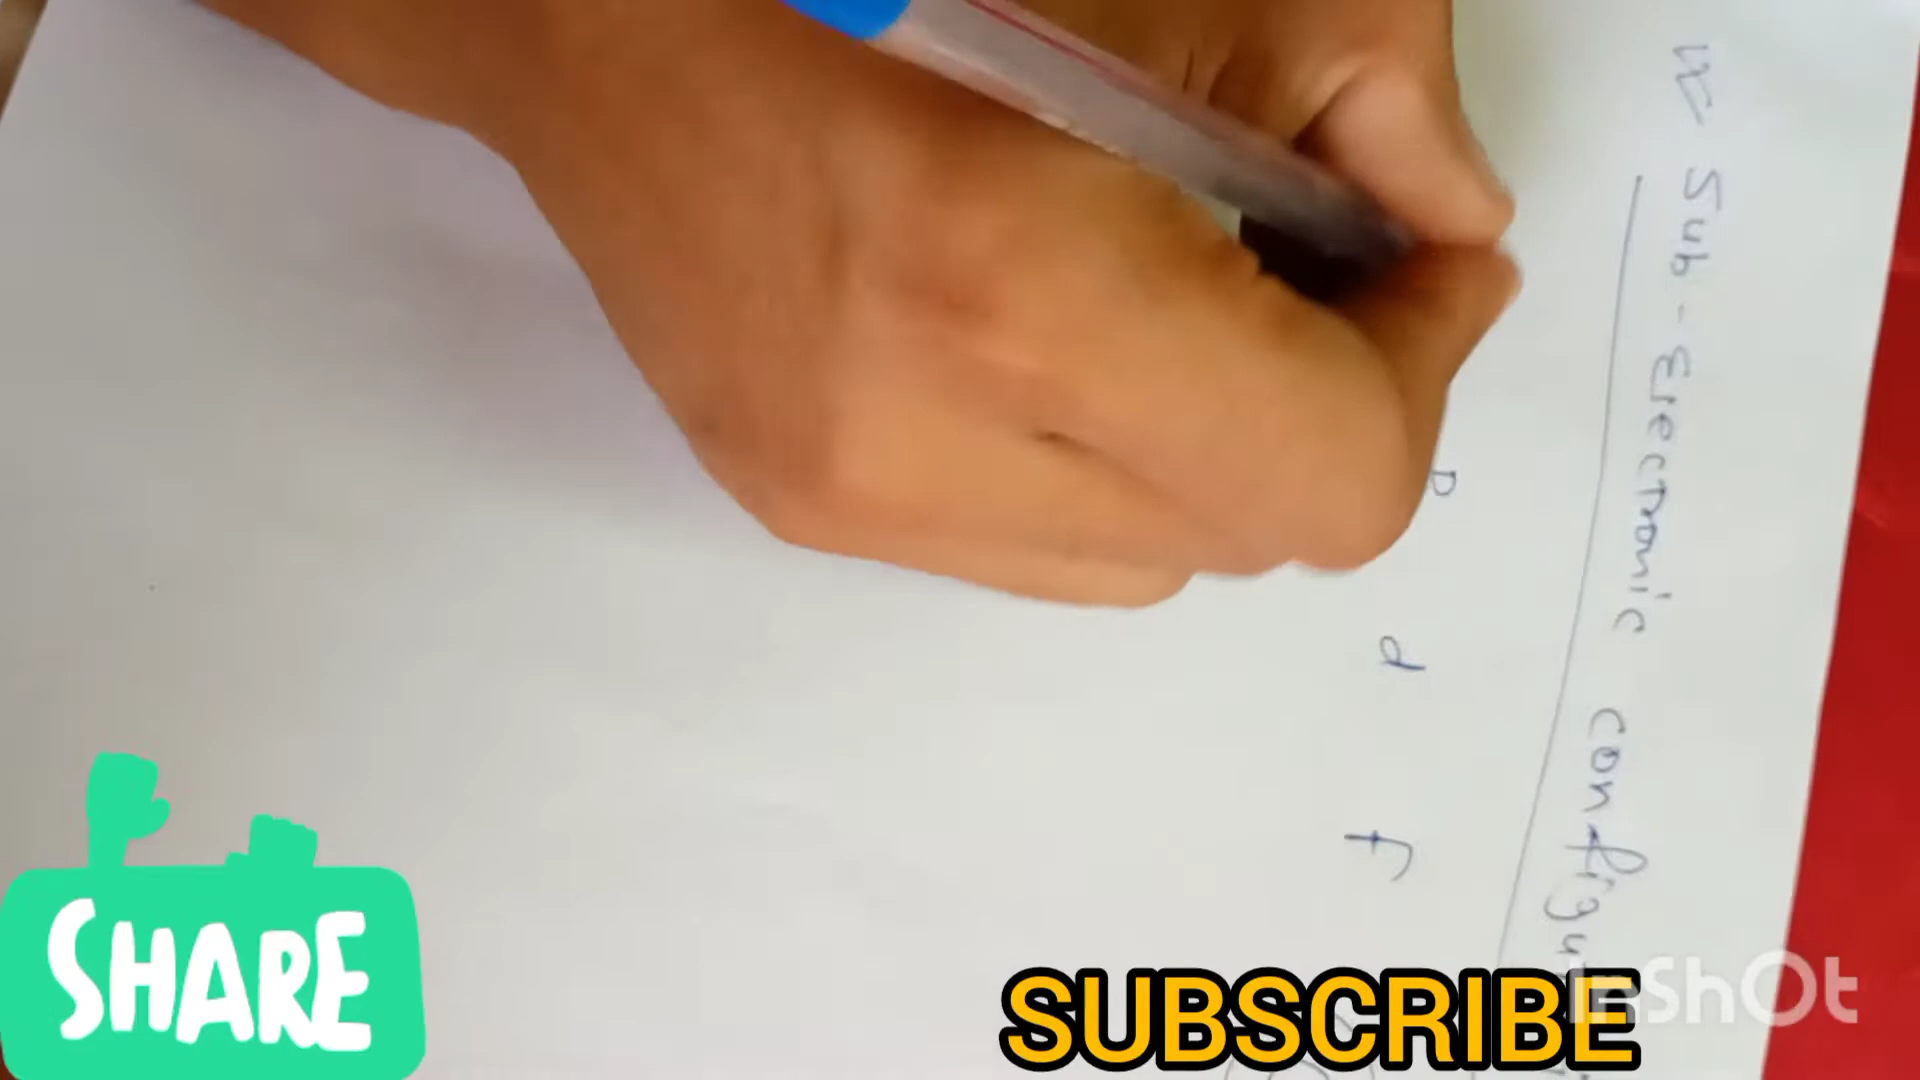 Sub-Electronic configu
p d f
SHARE
SUBSCRIBE
InShOt